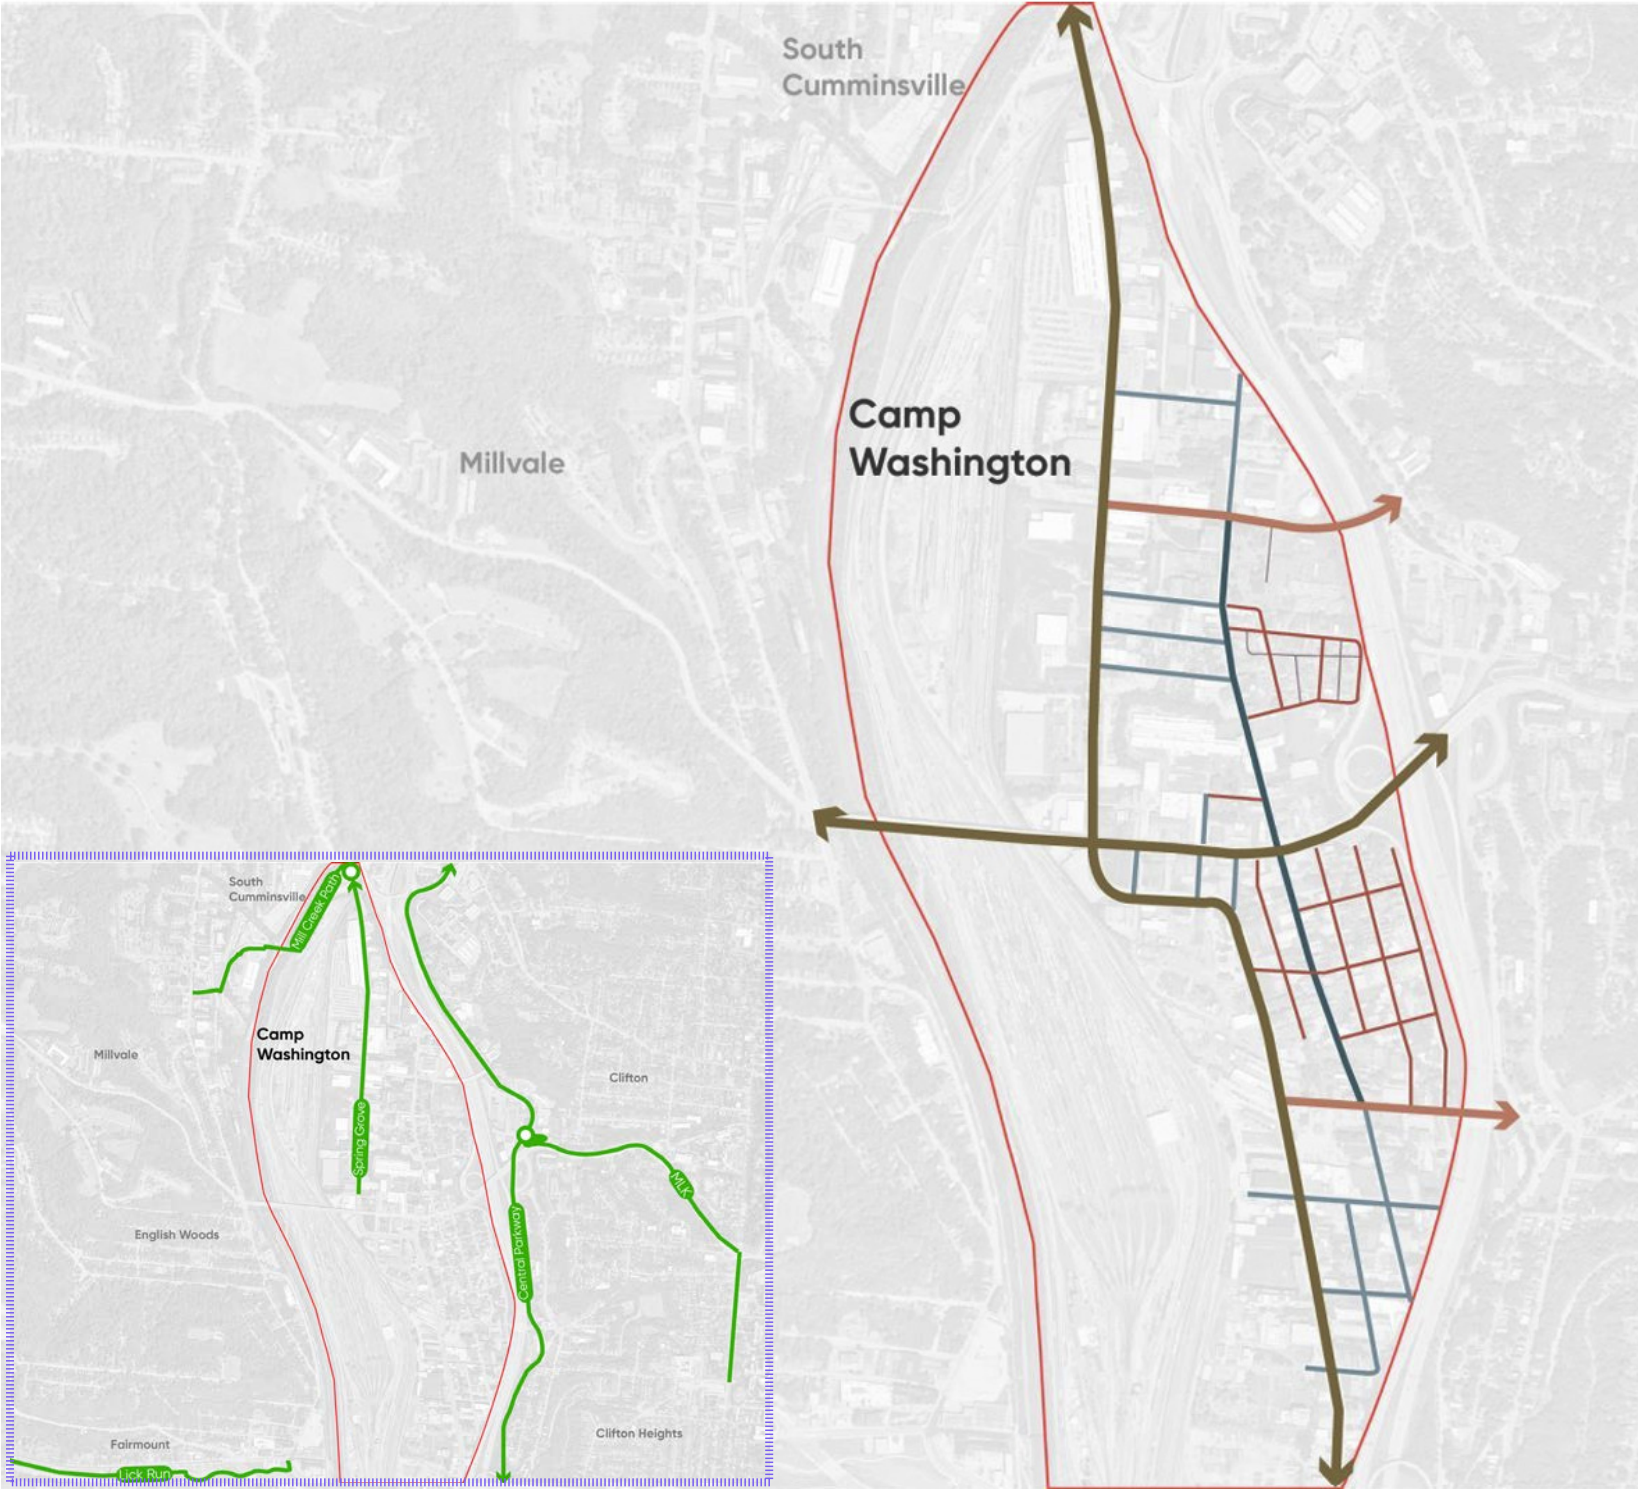 South
Cumminsville
Camp
Washington
Millvale
South
Cumminsville
Mill Creek Path
Camp
Washington
Millvale
Clifton
Spring Grove
MLK
Central Parkway
English Woods
Clifton Heights
Fairmount
Lick Run